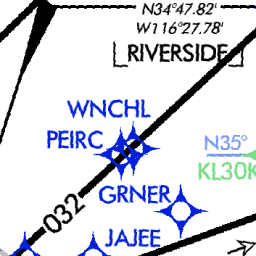 N34°47.82'
W116°27.78'
RIVERSIDE
WNCHL
PEIRC
N35°
KL30K
GRNER
032
JAJEE